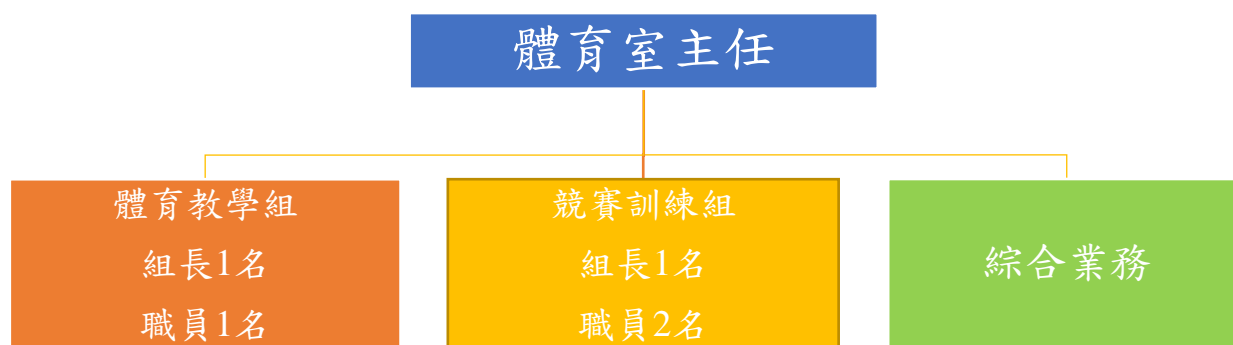 體育室主任
體育教學組
組長1名
職員1名
競賽訓練組
組長1名
職員2名
綜合業務